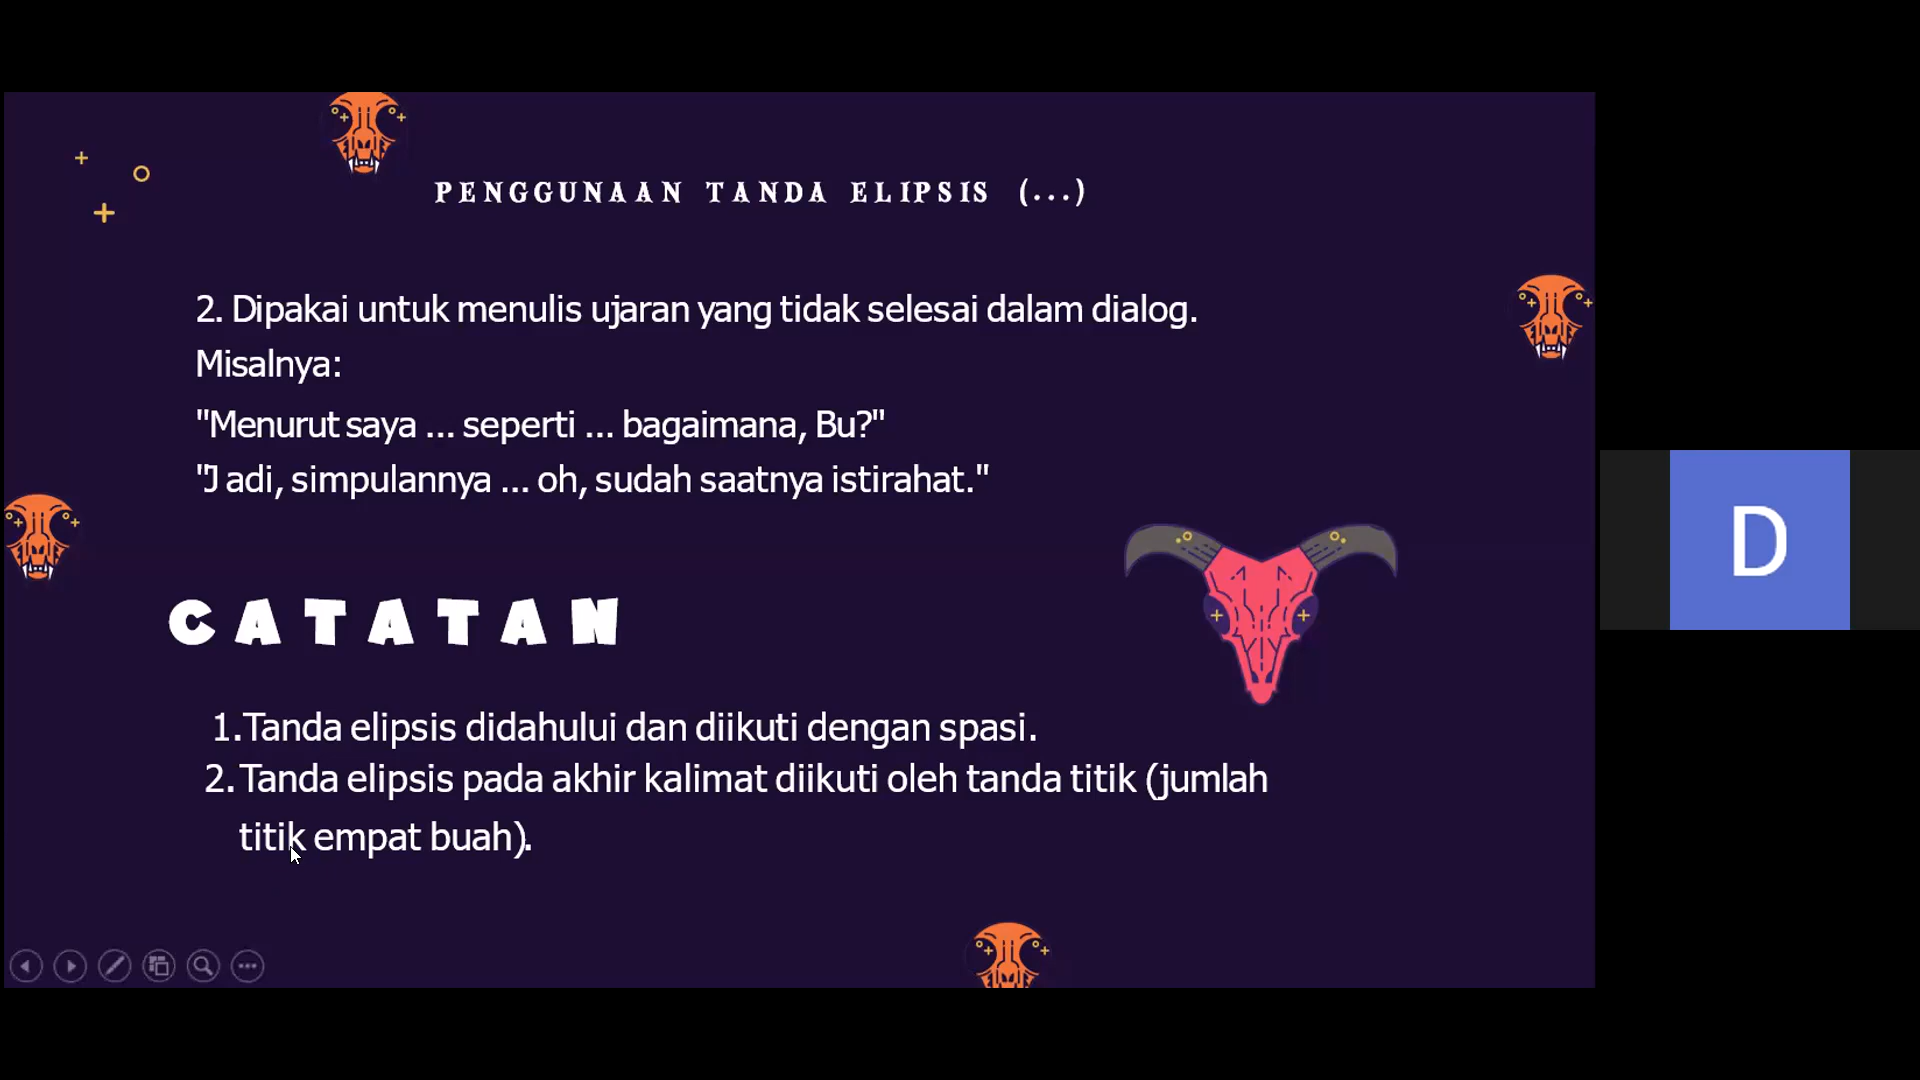 PENGGUNAAN TANDA ELIPSIS (...)
2. Dipakai untuk menulis ujaran yang tidak selesai dalam dialog.
Misalnya:
"Menurut saya ... seperti ... bagaimana, Bu?"
"Jadi, simpulannya ... oh, sudah saatnya istirahat."
D
CATATAN
1.Tanda elipsis didahului dan diikuti dengan spasi.
2. Tanda elipsis pada akhir kalimat diikuti oleh tanda titik (jumlah
titik empat buah).